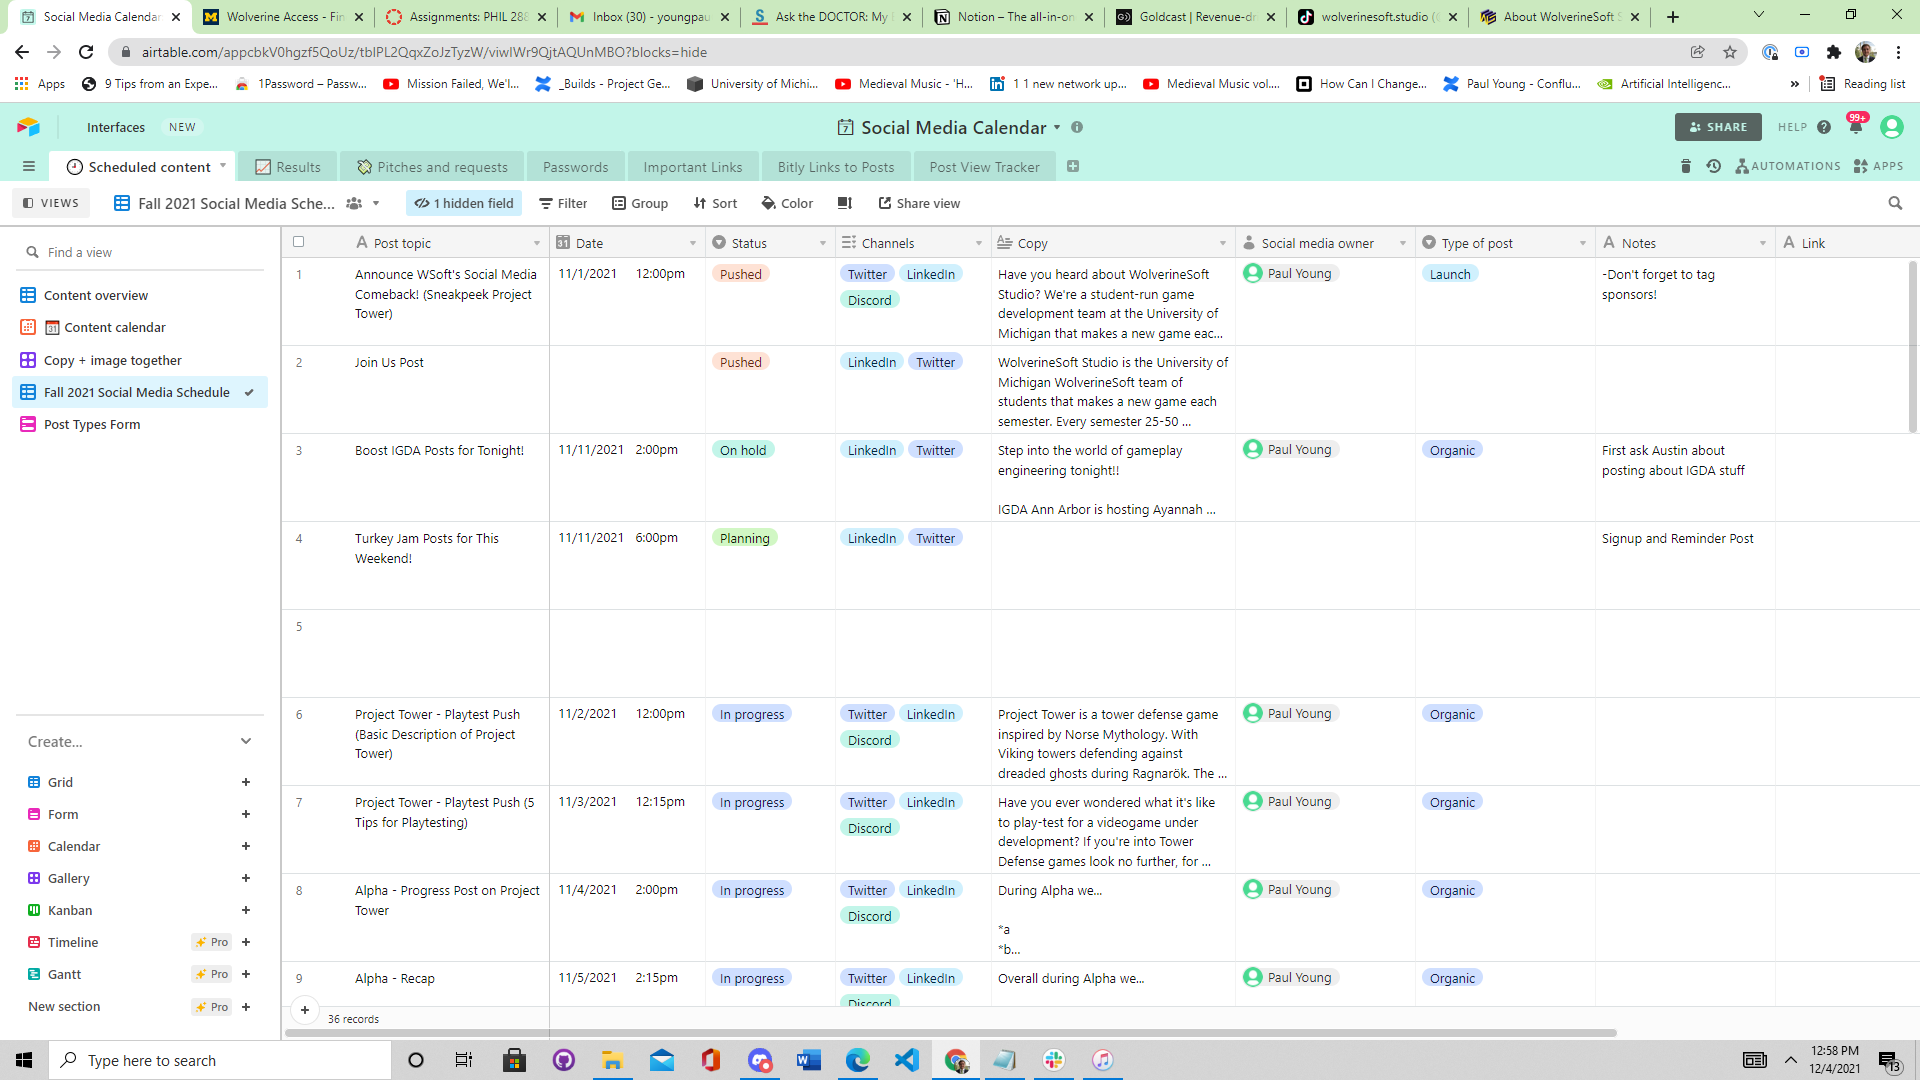 Social Media Calendar
Wolverine Access - Fin
Assignments: PHIL 288
Inbox (30) - youngpau
Ask the DOCTOR: My
Notion – The all-in-on
Goldcast | Revenue-dr
wolverinesoft.studio (
About WolverineSoft S
airtable.com/appcbkV0hgzf5QoUz/tblPL2QqxZoJzTyzW/viwIWr9QjtAQUnMBO?blocks=hide
Apps
9 Tips from an Expe...
1Password – Passw...
Mission Failed, We'l...
_Builds - Project Ge...
University of Michi...
Medieval Music - 'H...
1 1 new network up...
Medieval Music vol....
How Can I Change...
Paul Young - Conflu...
Artificial Intelligenc...
»
Reading list
Interfaces NEW
Social Media Calendar
SHARE
HELP
99+
Scheduled content
Results
Pitches and requests
Passwords
Important Links
Bitly Links to Posts
Post View Tracker
AUTOMATIONS
APPS
VIEWS
Fall 2021 Social Media Sche...
1 hidden field
Filter
Group
Sort
Color
Share view
Find a view
Content overview
Content calendar
Copy + image together
Fall 2021 Social Media Schedule
Post Types Form
Create...
Grid
Form
Calendar
Gallery
Kanban
Timeline Pro
Gantt Pro
New section Pro
Post topic
Date
Status
Channels
Copy
Social media owner
Type of post
Notes
Link
1
Announce WSoft's Social Media
Comeback! (Sneakpeek Project
Tower)
11/1/2021 12:00pm
Pushed
Twitter LinkedIn
Discord
Have you heard about WolverineSoft
Studio? We're a student-run game
development team at the University of
Michigan that makes a new game eac...
Paul Young
Launch
-Don't forget to tag
sponsors!
2
Join Us Post
Pushed
LinkedIn Twitter
WolverineSoft Studio is the University of
Michigan WolverineSoft team of
students that makes a new game each
semester. Every semester 25-50 ...
3
Boost IGDA Posts for Tonight!
11/11/2021 2:00pm
On hold
LinkedIn Twitter
Step into the world of gameplay
engineering tonight!!
IGDA Ann Arbor is hosting Ayannah ...
Paul Young
Organic
First ask Austin about
posting about IGDA stuff
4
Turkey Jam Posts for This
Weekend!
11/11/2021 6:00pm
Planning
LinkedIn Twitter
Signup and Reminder Post
5
6
Project Tower - Playtest Push
(Basic Description of Project
Tower)
11/2/2021 12:00pm
In progress
Twitter LinkedIn
Discord
Project Tower is a tower defense game
inspired by Norse Mythology. With
Viking towers defending against
dreaded ghosts during Ragnarök. The ...
Paul Young
Organic
7
Project Tower - Playtest Push (5
Tips for Playtesting)
11/3/2021 12:15pm
In progress
Twitter LinkedIn
Discord
Have you ever wondered what it's like
to play-test for a videogame under
development? If you're into Tower
Defense games look no further, for ...
Paul Young
Organic
8
Alpha - Progress Post on Project
Tower
11/4/2021 2:00pm
In progress
Twitter LinkedIn
Discord
During Alpha we...
*a
*b...
Paul Young
Organic
9
Alpha - Recap
11/5/2021 2:15pm
In progress
Twitter LinkedIn
Discord
Overall during Alpha we...
Paul Young
Organic
36 records
Type here to search
12:58 PM
12/4/2021
13